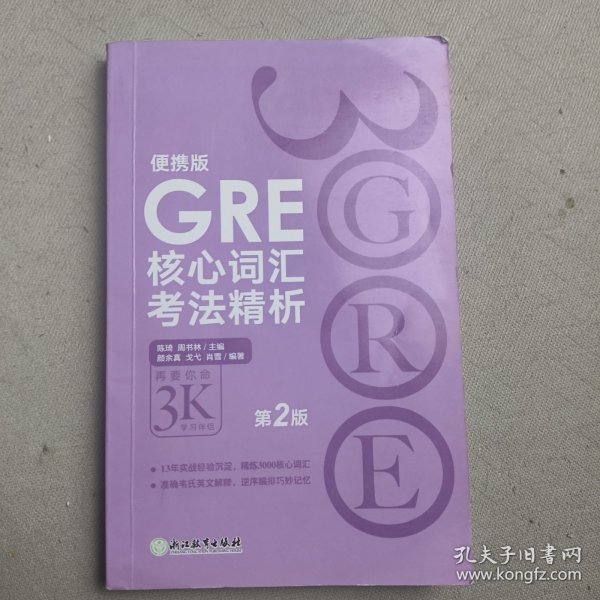 3
G
R
E
便携版
GRE
核心词汇
考法精析
陈琦 周书林/主编
颜余真 戈弋 肖雪/编著
再要你命
3K
学习伴侣
第2版
• 13年实战经验沉淀，精炼3000核心词汇
• 准确韦氏英文解释，逆序编排巧妙记忆
浙江教育出版社
孔夫子旧书网
www.kongfz.com